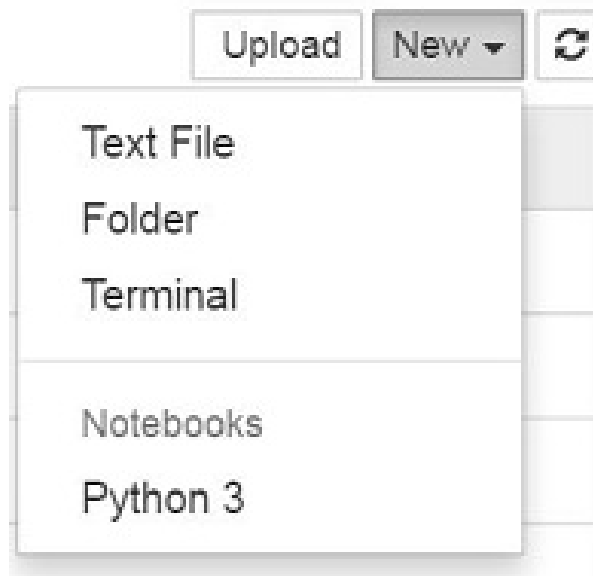 Upload New
Text File
Folder
Terminal
Notebooks
Python 3